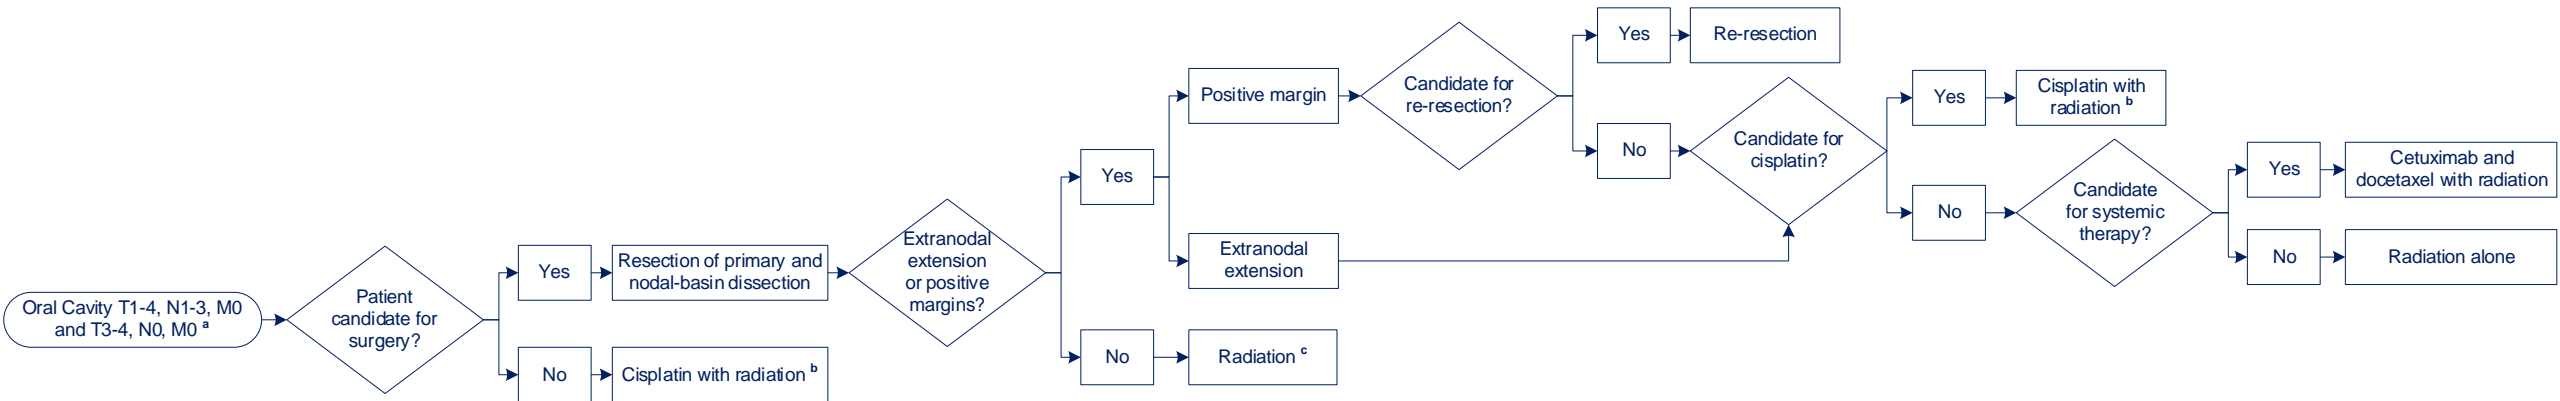 Oral Cavity T1-4, N1-3, M0
and T3-4, N0, M0 a
Patient
candidate for
surgery?
Yes
Resection of primary and
nodal-basin dissection
No
Cisplatin with radiation b
Extranodal
extension
or positive
margins?
Yes
Positive margin
Candidate for
re-resection?
Yes
Re-resection
No
Extranodal
extension
Candidate for
cisplatin?
Yes
Cisplatin with
radiation b
No
Candidate
for systemic
therapy?
Yes
Cetuximab and
docetaxel with radiation
No
Radiation alone
No
Radiation c